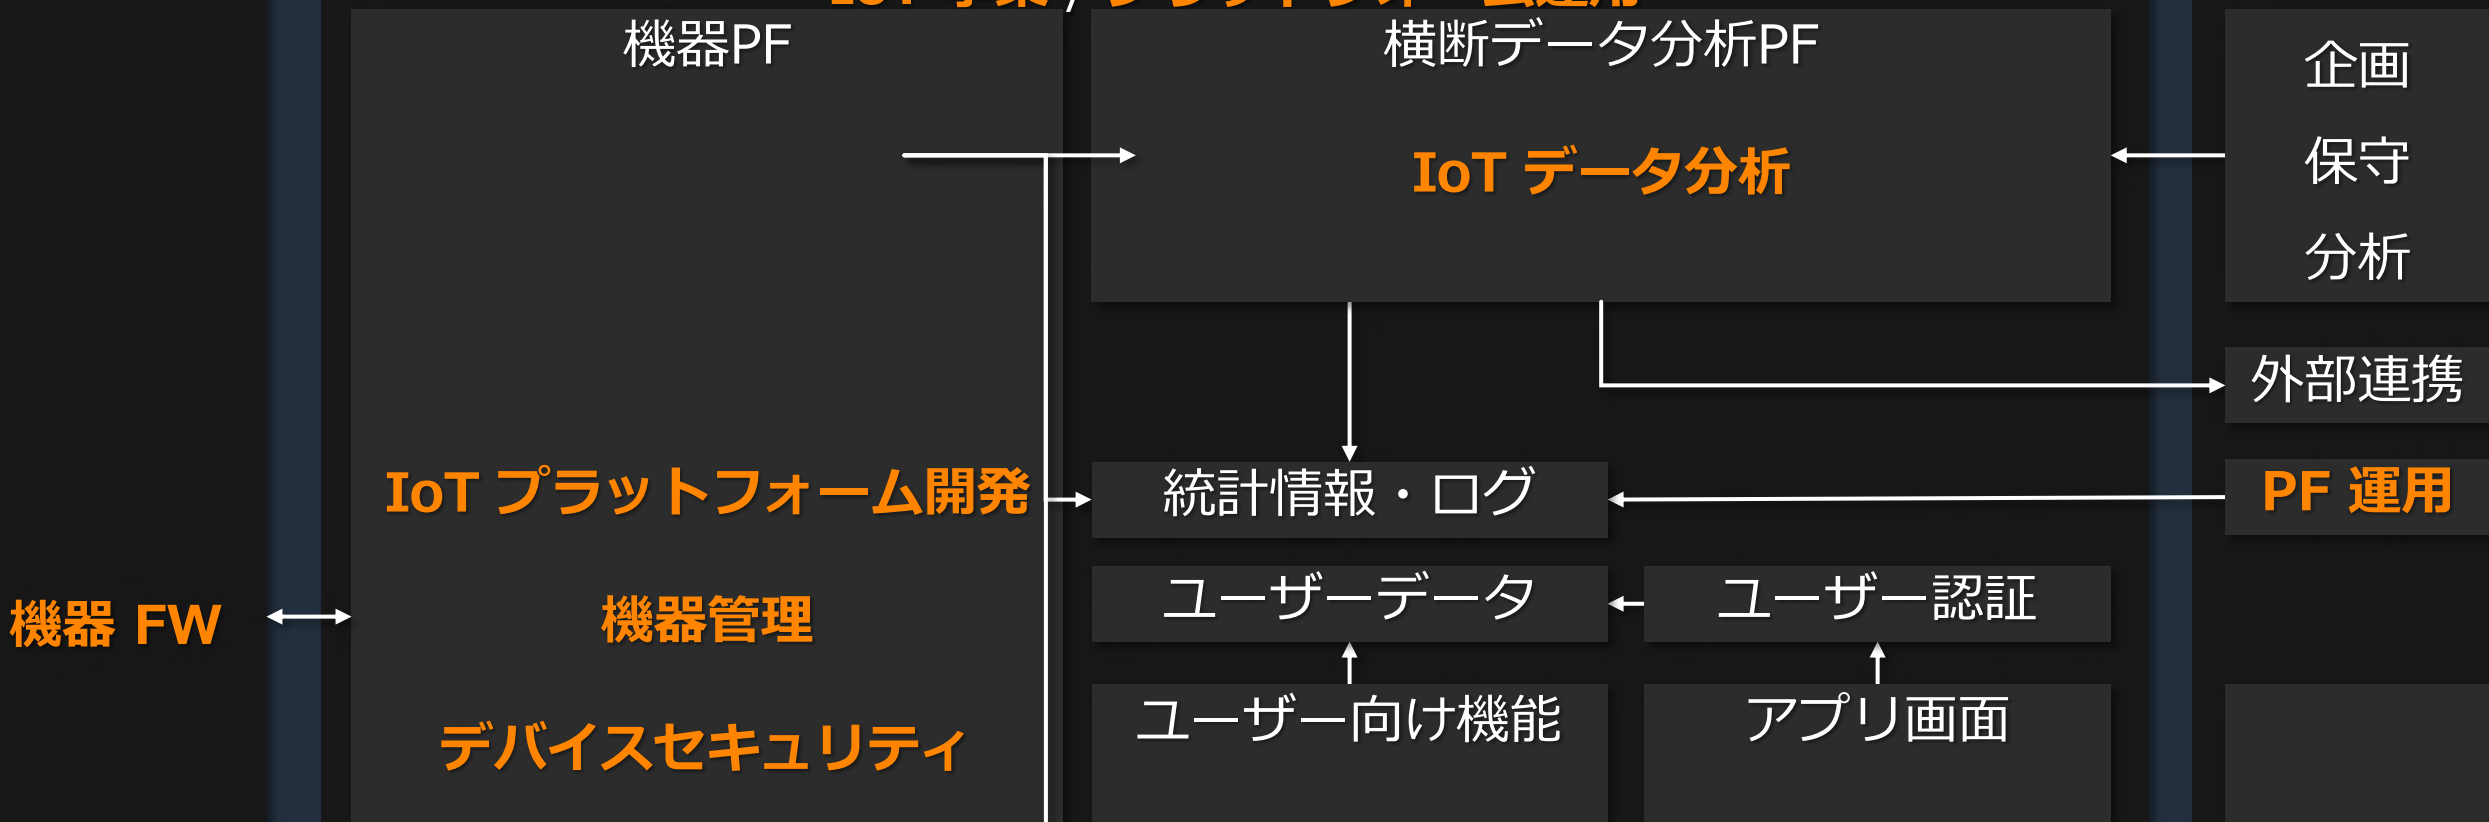 機器PF
横断データ分析PF
IoT データ分析
企画
保守
分析
外部連携
IoT プラットフォーム開発
統計情報・ログ
PF 運用
機器 FW
機器管理
ユーザーデータ
ユーザー認証
デバイスセキュリティ
ユーザー向け機能
アプリ画面